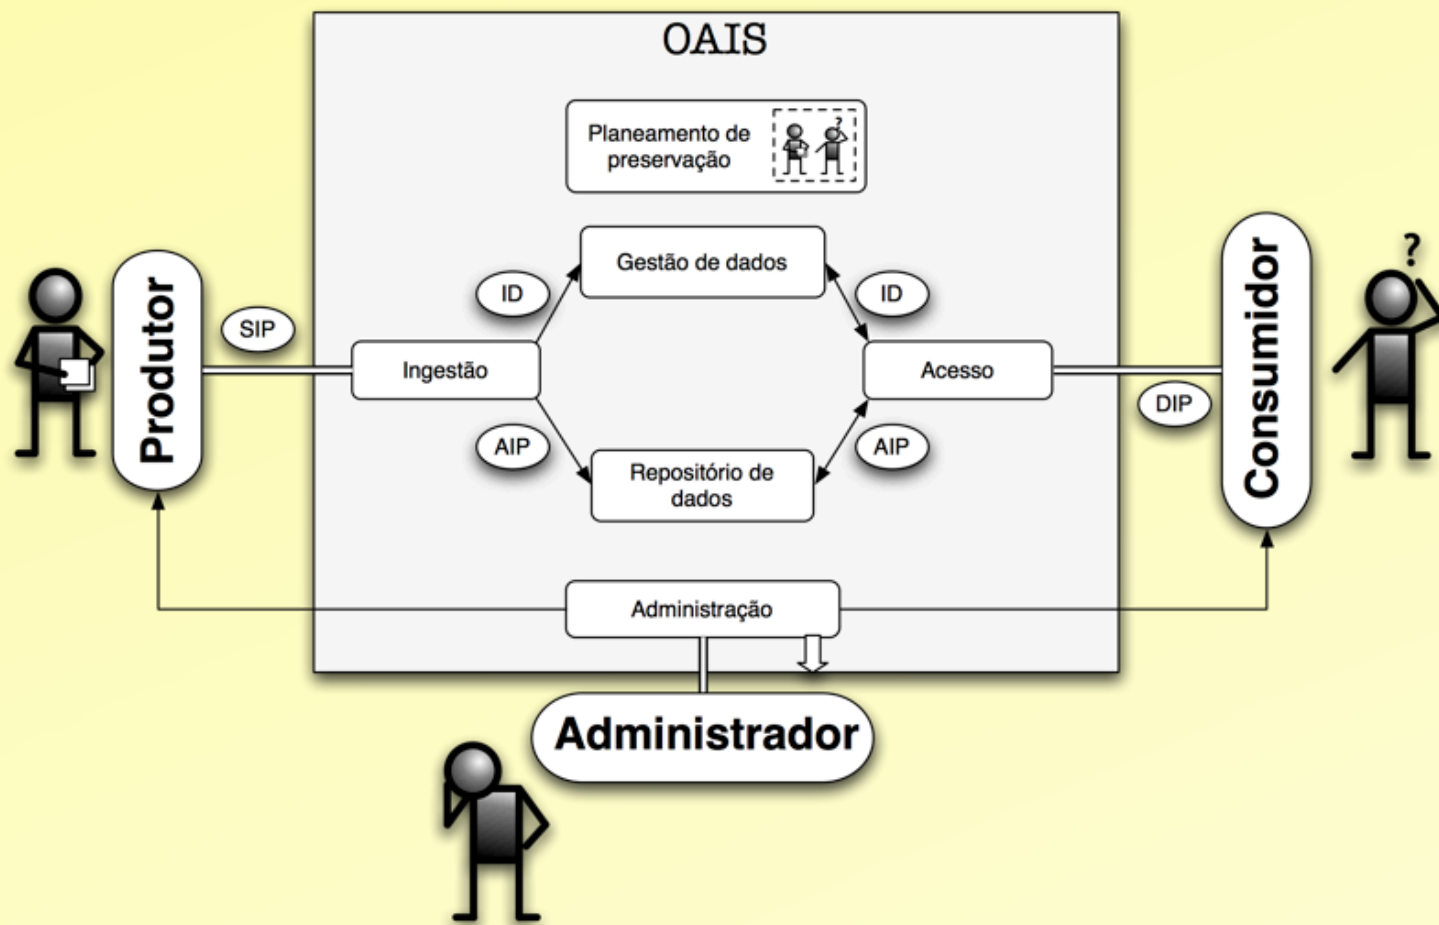 OAIS
Planeamento de
preservação
?
Gestão de dados
ID
ID
Produtor
SIP
Ingestão
Acesso
DIP
Consumidor
?
AIP
AIP
Repositório de
dados
Administração
Administrador